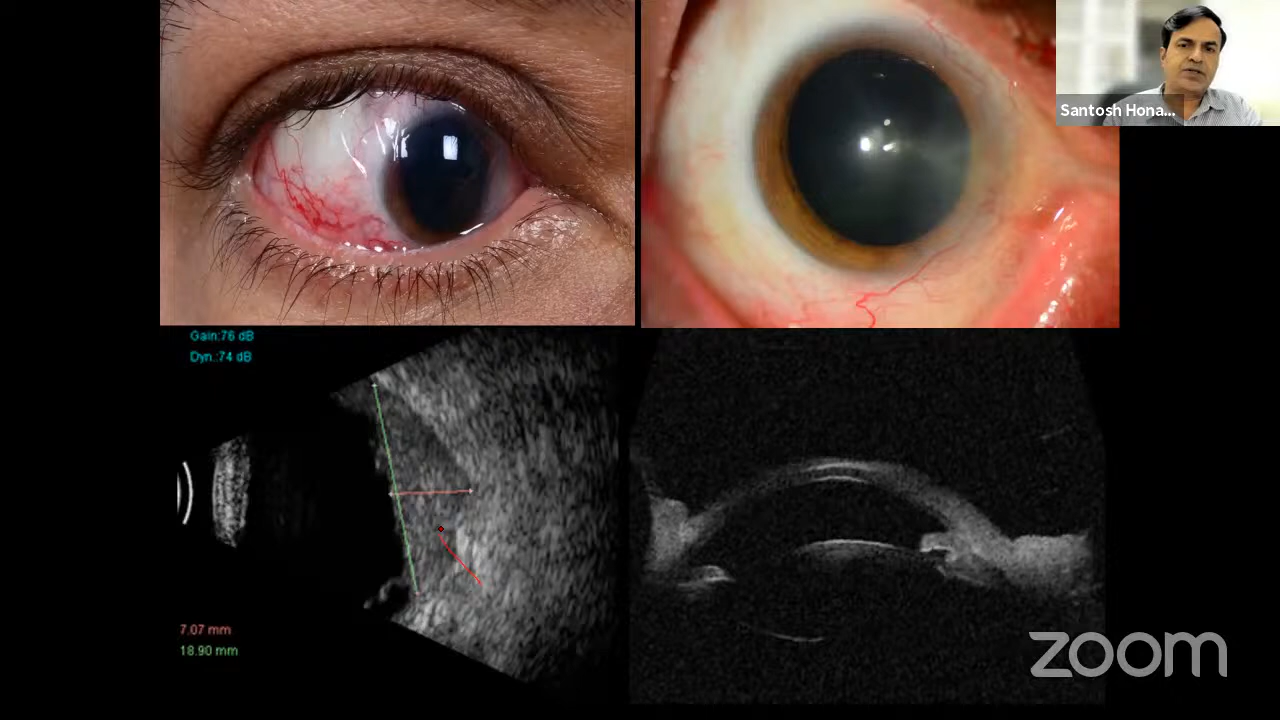 Santosh Hona...
Gain:76 dB
Dyn.:74 dB
7.07 mm
18.90 mm
zoom